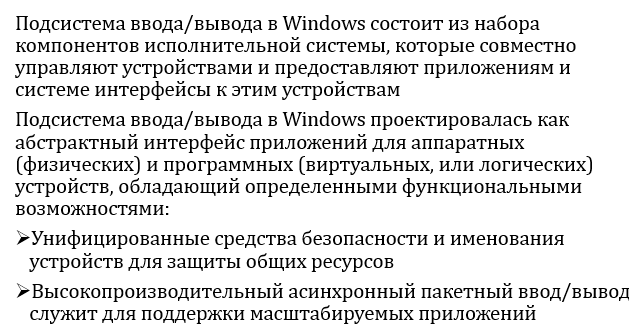 Подсистема ввода/вывода в Windows состоит из набора
компонентов исполнительной системы, которые совместно
управляют устройствами и предоставляют приложениям и
системе интерфейсы к этим устройствам
Подсистема ввода/вывода в Windows проектировалась как
абстрактный интерфейс приложений для аппаратных
(физических) и программных (виртуальных, или логических)
устройств, обладающий определенными функциональными
возможностями:
➢Унифицированные средства безопасности и именования
устройств для защиты общих ресурсов
➢Высокопроизводительный асинхронный пакетный ввод/вывод
служит для поддержки масштабируемых приложений